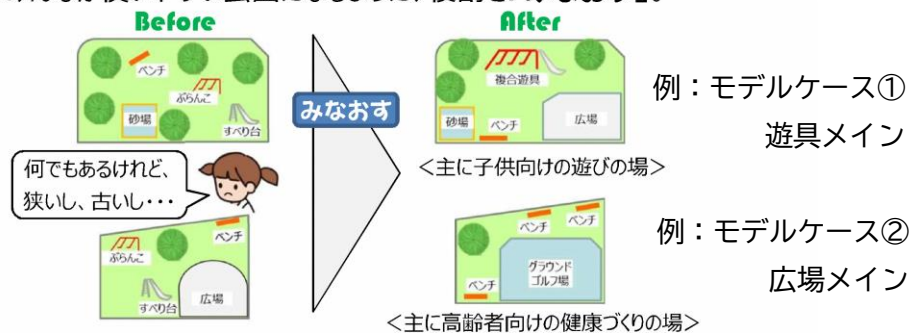 Before
After
ベンチ
ぶらんこ
砂場
すべり台
みなおす
複合遊具
砂場
ベンチ
広場
<主に子供向けの遊びの場>
例：モデルケース①
遊具メイン
何でもあるけれど、
狭いし、古いし・・・
ベンチ
ぶらんこ
すべり台
広場
ベンチ
ベンチ
ベンチ
グラウンド
ゴルフ場
<主に高齢者向けの健康づくりの場>
例：モデルケース②
広場メイン